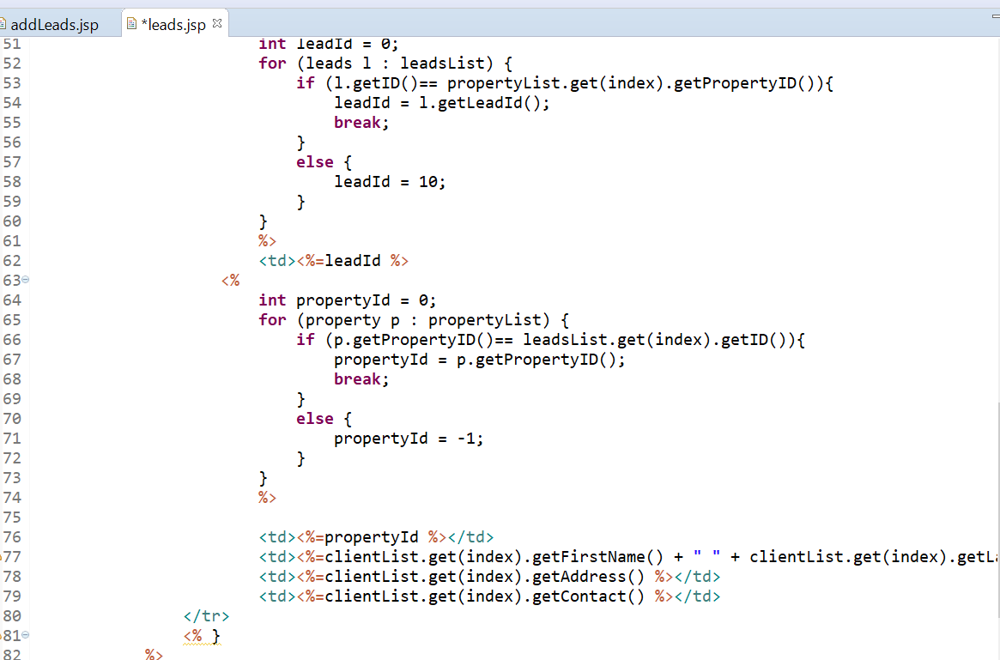 addLeads.jsp *leads.jsp
51 int leadId = 0;
52 for (leads l : leadsList) {
53 if (l.getID()== propertyList.get(index).getPropertyID()){
54 leadId = l.getLeadId();
55 break;
56 }
57 else {
58 leadId = 10;
59 }
60 }
61 %>
62 <td><%=leadId %>
63 <%
64 int propertyId = 0;
65 for (property p : propertyList) {
66 if (p.getPropertyID()== leadsList.get(index).getID()){
67 propertyId = p.getPropertyID();
68 break;
69 }
70 else {
71 propertyId = -1;
72 }
73 }
74 %>
75
76 <td><%=propertyId %></td>
77 <td><%=clientList.get(index).getFirstName() + " " + clientList.get(index).getLa
78 <td><%=clientList.get(index).getAddress() %></td>
79 <td><%=clientList.get(index).getContact() %></td>
80 </tr>
81 <% }
82 %>